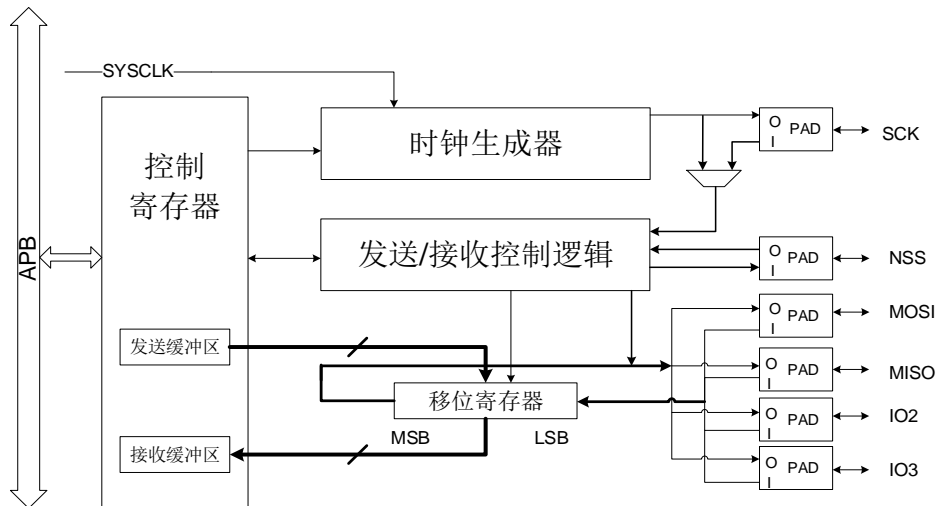 SYSCLK
时钟生成器
O
I
PAD
SCK
控制
寄存器
APB
发送/接收控制逻辑
O
I
PAD
NSS
O
I
PAD
MOSI
发送缓冲区
O
I
PAD
MISO
移位寄存器
MSB
LSB
O
I
PAD
IO2
接收缓冲区
O
I
PAD
IO3